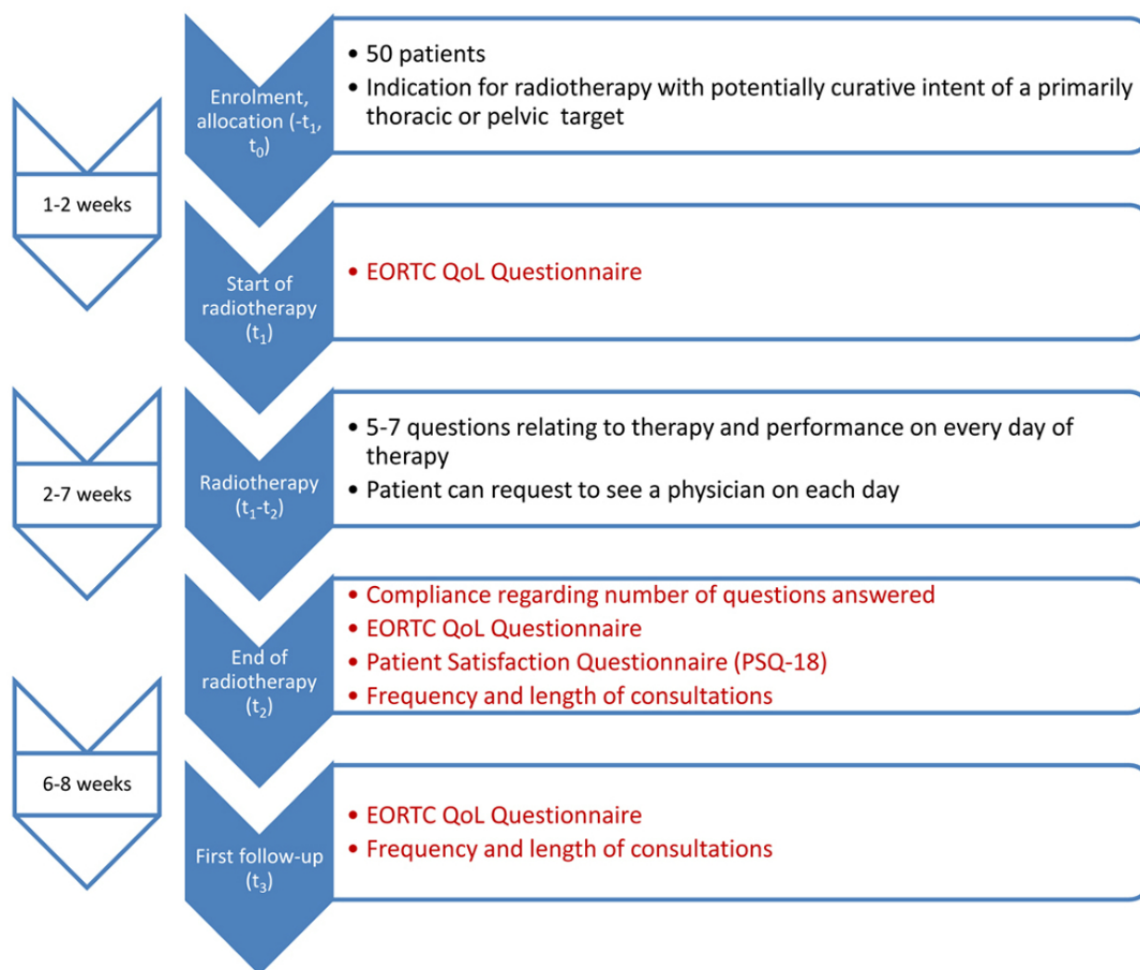 Enrolment,
allocation (-t₁,
t₀)
• 50 patients
• Indication for radiotherapy with potentially curative intent of a primarily
thoracic or pelvic target
1-2 weeks
Start of
radiotherapy
(t₁)
• EORTC QoL Questionnaire
2-7 weeks
Radiotherapy
(t₁-t₂)
• 5-7 questions relating to therapy and performance on every day of
therapy
• Patient can request to see a physician on each day
End of
radiotherapy
(t₂)
• Compliance regarding number of questions answered
• EORTC QoL Questionnaire
• Patient Satisfaction Questionnaire (PSQ-18)
• Frequency and length of consultations
6-8 weeks
First follow-up
(t₃)
• EORTC QoL Questionnaire
• Frequency and length of consultations